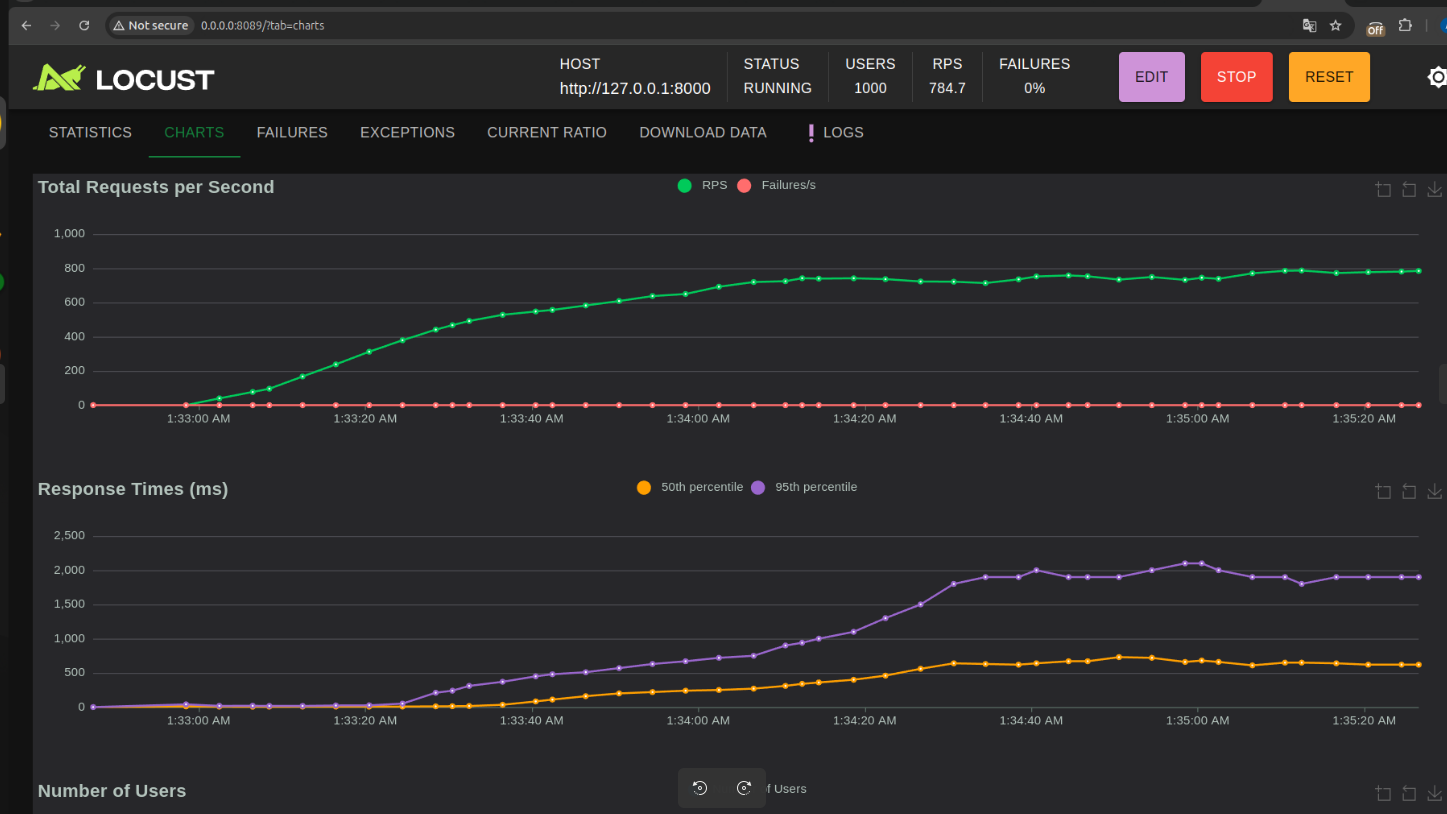 Not secure 0.0.0.0:8089/?tab=charts
Off
LOCUST
HOST
http://127.0.0.1:8000
STATUS
RUNNING
USERS
1000
RPS
784.7
FAILURES
0%
EDIT
STOP
RESET
STATISTICS CHARTS FAILURES EXCEPTIONS CURRENT RATIO DOWNLOAD DATA LOGS
Total Requests per Second
RPS Failures/s
1,000
800
600
400
200
0
1:33:00 AM 1:33:20 AM 1:33:40 AM 1:34:00 AM 1:34:20 AM 1:34:40 AM 1:35:00 AM 1:35:20 AM
Response Times (ms)
50th percentile 95th percentile
2,500
2,000
1,500
1,000
500
0
1:33:00 AM 1:33:20 AM 1:33:40 AM 1:34:00 AM 1:34:20 AM 1:34:40 AM 1:35:00 AM 1:35:20 AM
Number of Users
of Users